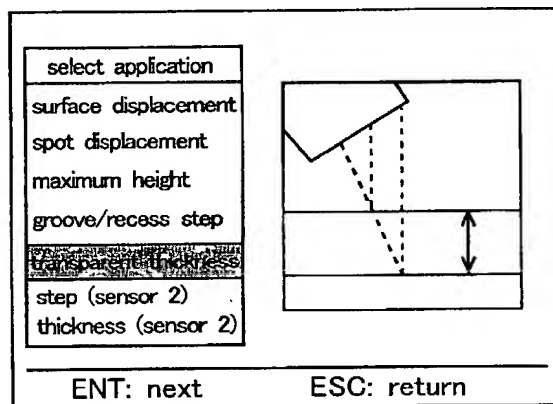 select application
surface displacement
spot displacement
maximum height
groove/recess step
transparent thickness
step (sensor 2)
thickness (sensor 2)
ENT: next
ESC: return